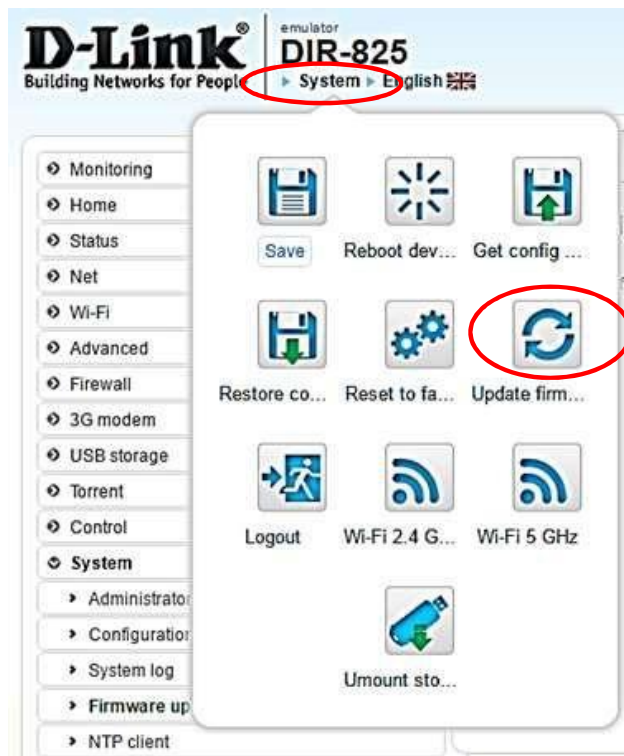 D-Link®
Building Networks for People
emulator
DIR-825
System English
Monitoring
Home
Status
Net
Wi-Fi
Advanced
Firewall
3G modem
USB storage
Torrent
Control
System
Administrato
Configuration
System log
Firmware up
NTP client
Save
Reboot dev...
Get config ...
Restore co...
Reset to fa...
Update firm...
Logout
Wi-Fi 2.4 G...
Wi-Fi 5 GHz
Umount sto...